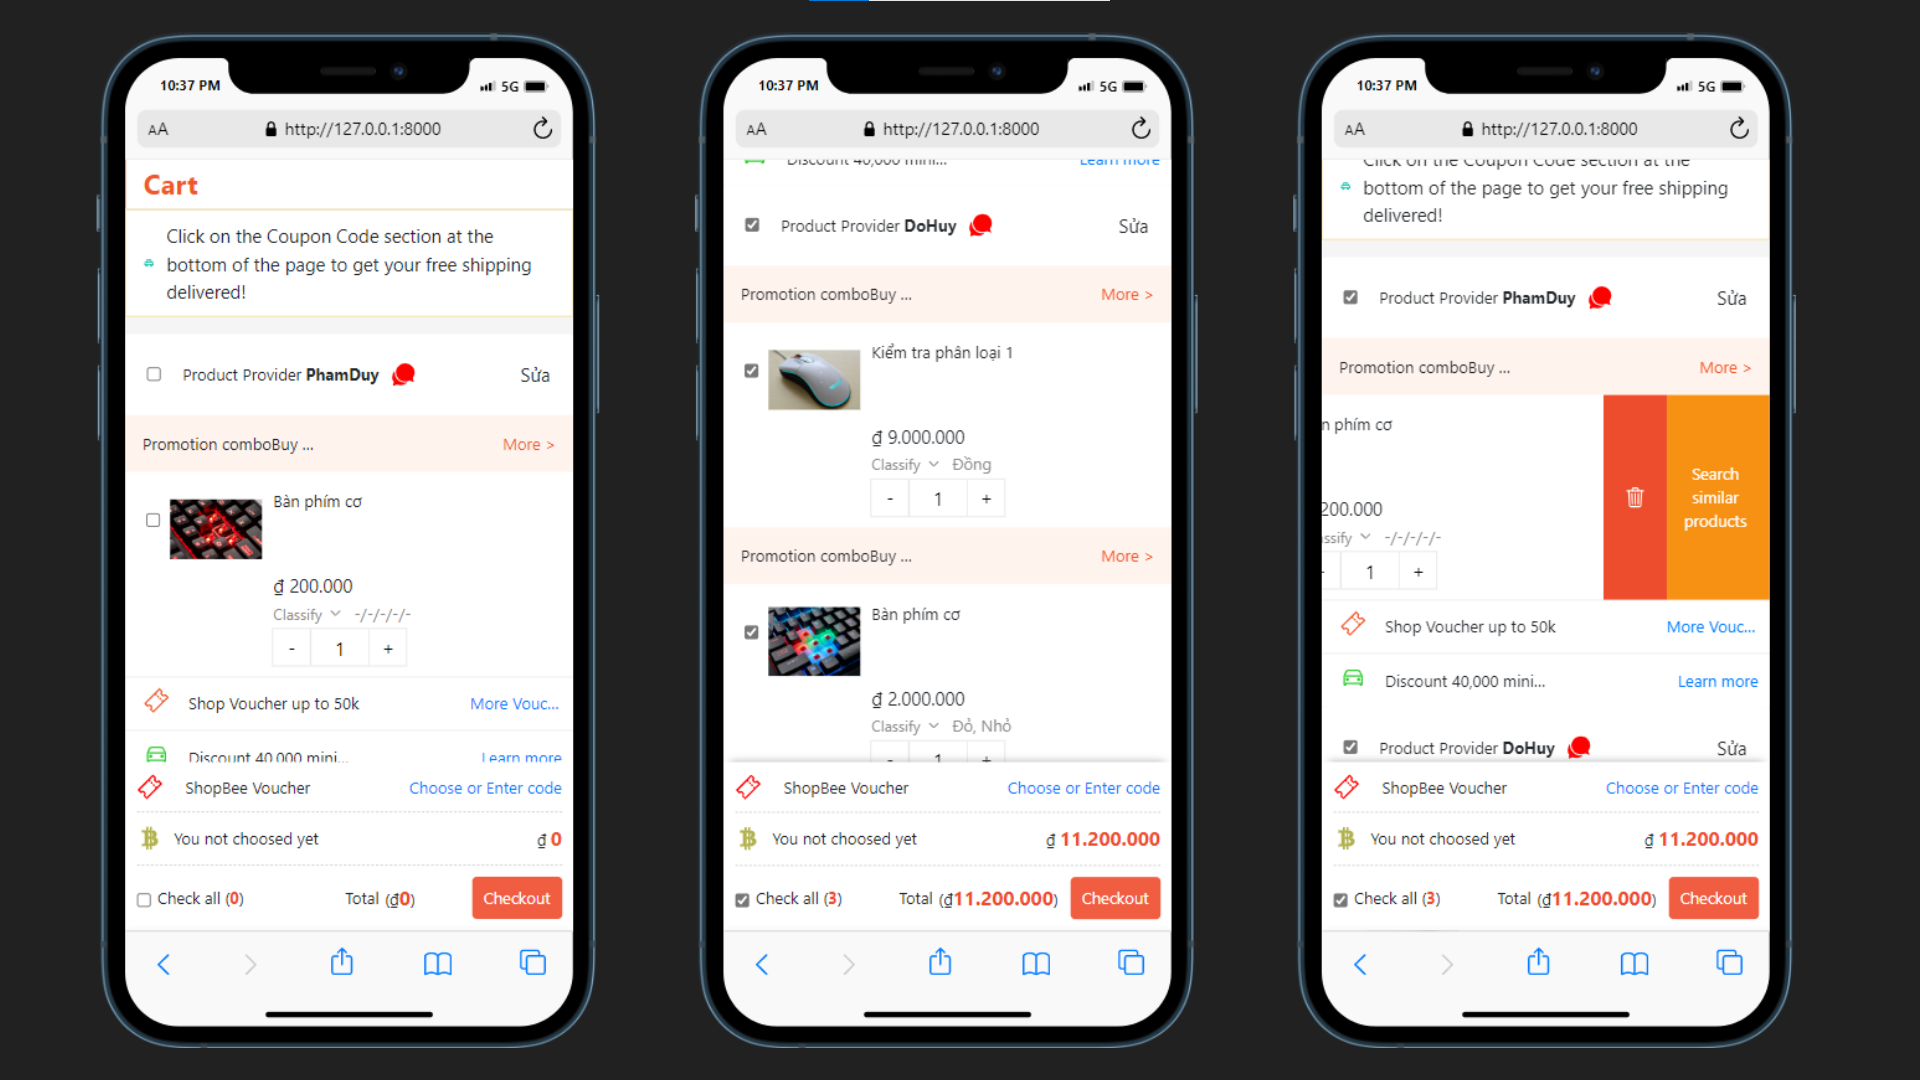 10:37 PM
5G
AA
http://127.0.0.1:8000
Cart
Click on the Coupon Code section at the
bottom of the page to get your free shipping
delivered!
Product Provider PhamDuy
Sửa
Promotion comboBuy ...
More >
Bàn phím cơ
₫ 200.000
Classify
-/-/-/-/-
- 1 +
Shop Voucher up to 50k
More Vouc...
Discount 40,000 mini...
Learn more
ShopBee Voucher
Choose or Enter code
You not choosed yet
₫ 0
Check all (0)
Total (₫0)
Checkout
10:37 PM
5G
AA
http://127.0.0.1:8000
Discount 40,000 mini...
Learn more
Product Provider DoHuy
Sửa
Promotion comboBuy ...
More >
Kiểm tra phân loại 1
₫ 9.000.000
Classify
Đồng
- 1 +
Promotion comboBuy ...
More >
Bàn phím cơ
₫ 2.000.000
Classify
Đỏ, Nhỏ
- 1 +
ShopBee Voucher
Choose or Enter code
You not choosed yet
₫ 11.200.000
Check all (3)
Total (₫11.200.000)
Checkout
10:37 PM
5G
AA
http://127.0.0.1:8000
Click on the Coupon Code section at the
bottom of the page to get your free shipping
delivered!
Product Provider PhamDuy
Sửa
Promotion comboBuy ...
More >
n phím cơ
200.000
ssify
-/-/-/-/-
- 1 +
Search
similar
products
Shop Voucher up to 50k
More Vouc...
Discount 40,000 mini...
Learn more
Product Provider DoHuy
Sửa
ShopBee Voucher
Choose or Enter code
You not choosed yet
₫ 11.200.000
Check all (3)
Total (₫11.200.000)
Checkout